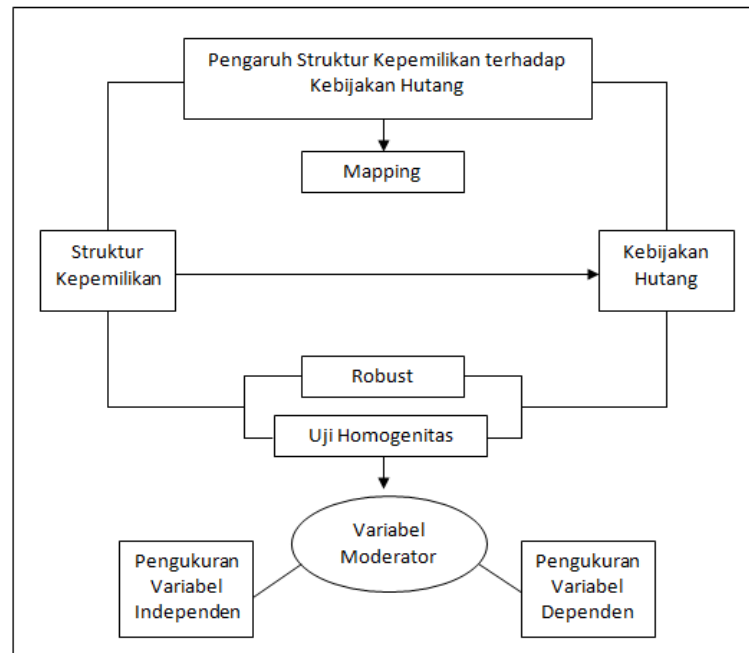 Pengaruh Struktur Kepemilikan terhadap
Kebijakan Hutang
Mapping
Struktur
Kepemilikan
Kebijakan
Hutang
Robust
Uji Homogenitas
Variabel
Moderator
Pengukuran
Variabel
Independen
Pengukuran
Variabel
Dependen